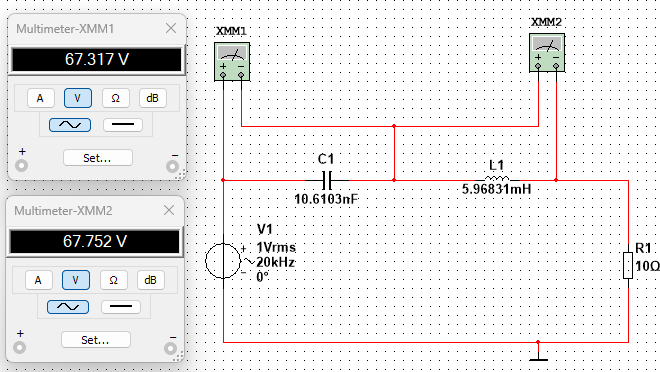 Multimeter-XMM1
67.317 V
A V Ω dB
+ Set... −
Multimeter-XMM2
67.752 V
A V Ω dB
+ Set... −
XMM1
+ −
XMM2
+ −
C1
10.6103nF
L1
5.96831mH
V1
1Vrms
20kHz
0°
+
−
R1
10Ω